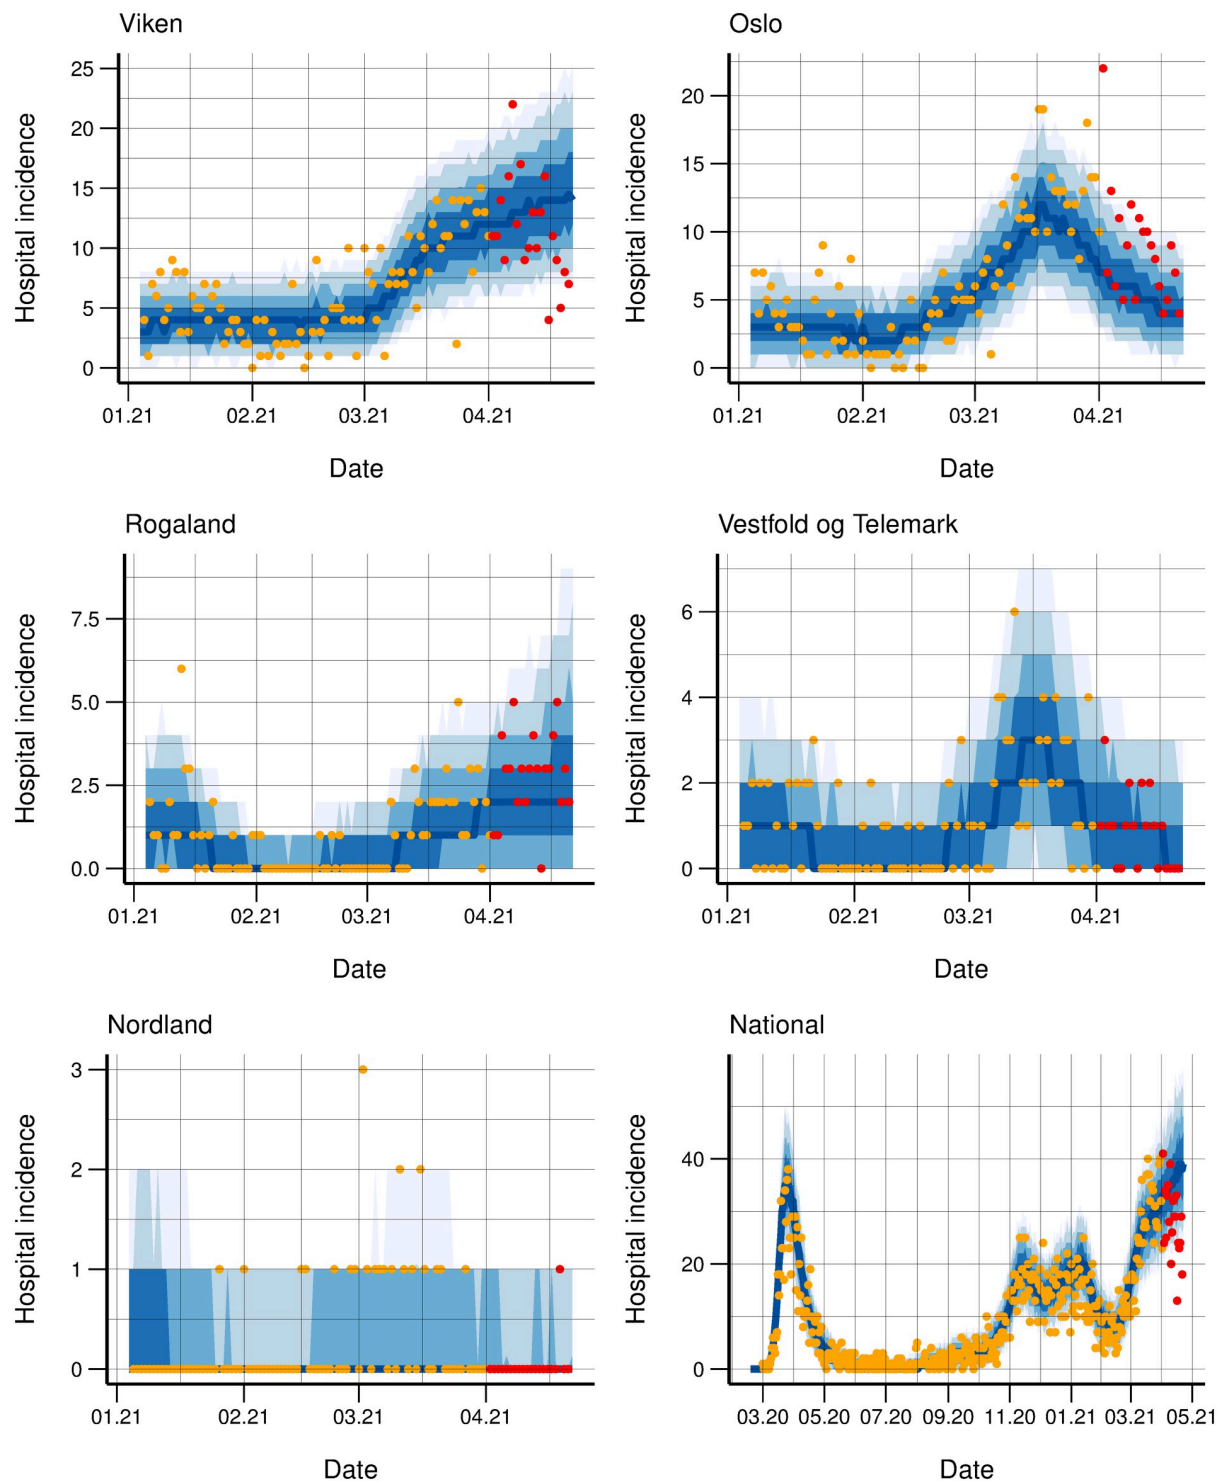 Viken
Oslo
Hospital incidence
25
20
15
10
5
0
01.21 02.21 03.21 04.21
Date
Hospital incidence
20
15
10
5
0
01.21 02.21 03.21 04.21
Date
Rogaland
Vestfold og Telemark
Hospital incidence
7.5
5.0
2.5
0.0
01.21 02.21 03.21 04.21
Date
Hospital incidence
6
4
2
0
01.21 02.21 03.21 04.21
Date
Nordland
National
Hospital incidence
3
2
1
0
01.21 02.21 03.21 04.21
Date
Hospital incidence
40
20
0
03.20 05.20 07.20 09.20 11.20 01.21 03.21 05.21
Date